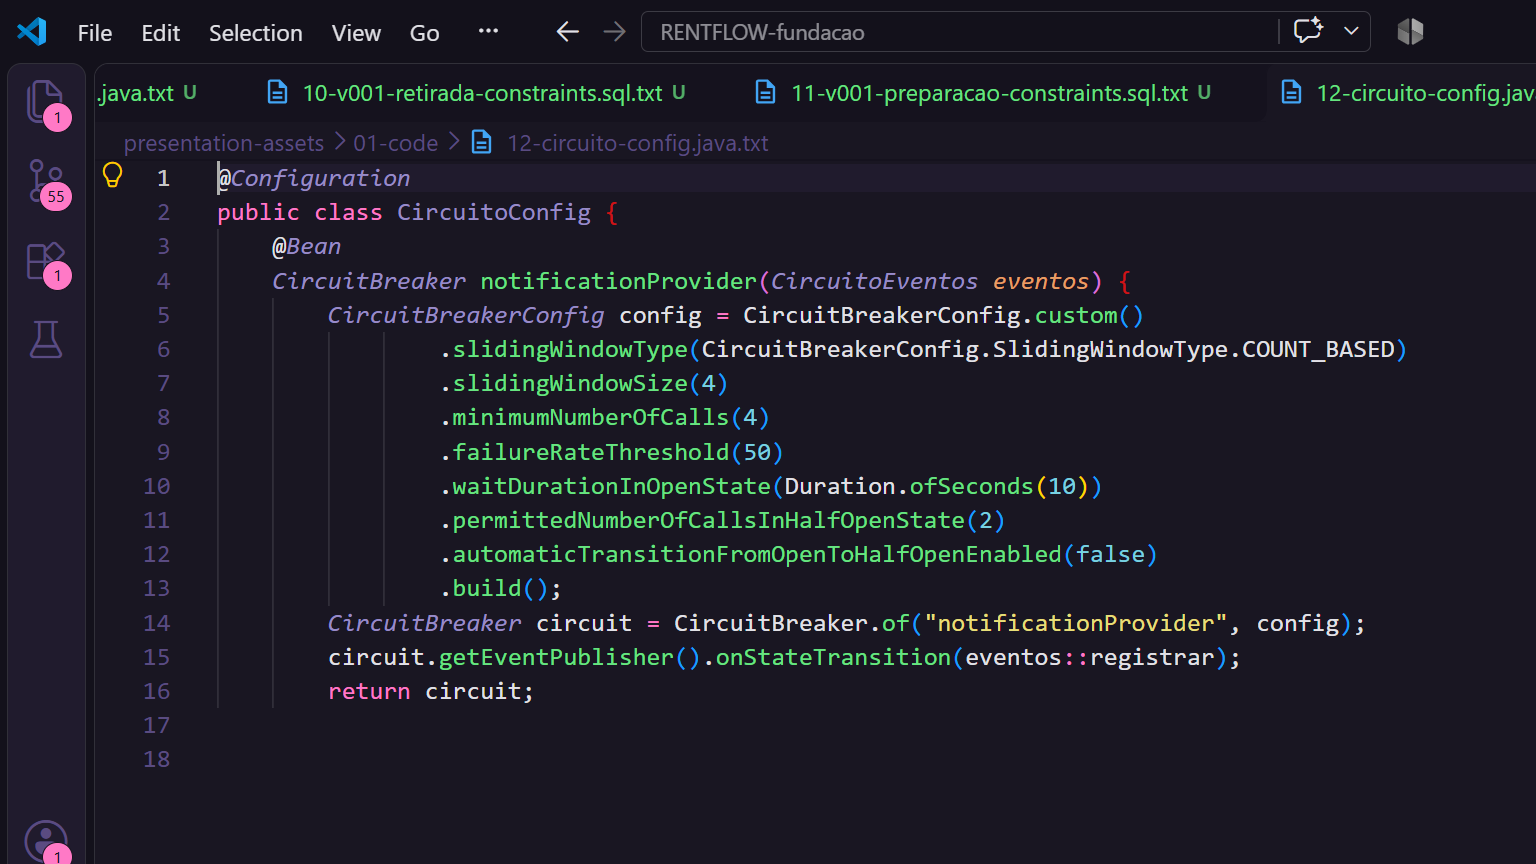 File Edit Selection View Go ··· RENTFLOW-fundacao
.java.txt U 10-v001-retirada-constraints.sql.txt U 11-v001-preparacao-constraints.sql.txt U 12-circuito-config.jav
presentation-assets > 01-code > 12-circuito-config.java.txt
1
55
1
1
1 @Configuration
2 public class CircuitoConfig {
3 @Bean
4 CircuitBreaker notificationProvider(CircuitoEventos eventos) {
5 CircuitBreakerConfig config = CircuitBreakerConfig.custom()
6 .slidingWindowType(CircuitBreakerConfig.SlidingWindowType.COUNT_BASED)
7 .slidingWindowSize(4)
8 .minimumNumberOfCalls(4)
9 .failureRateThreshold(50)
10 .waitDurationInOpenState(Duration.ofSeconds(10))
11 .permittedNumberOfCallsInHalfOpenState(2)
12 .automaticTransitionFromOpenToHalfOpenEnabled(false)
13 .build();
14 CircuitBreaker circuit = CircuitBreaker.of("notificationProvider", config);
15 circuit.getEventPublisher().onStateTransition(eventos::registrar);
16 return circuit;
17
18